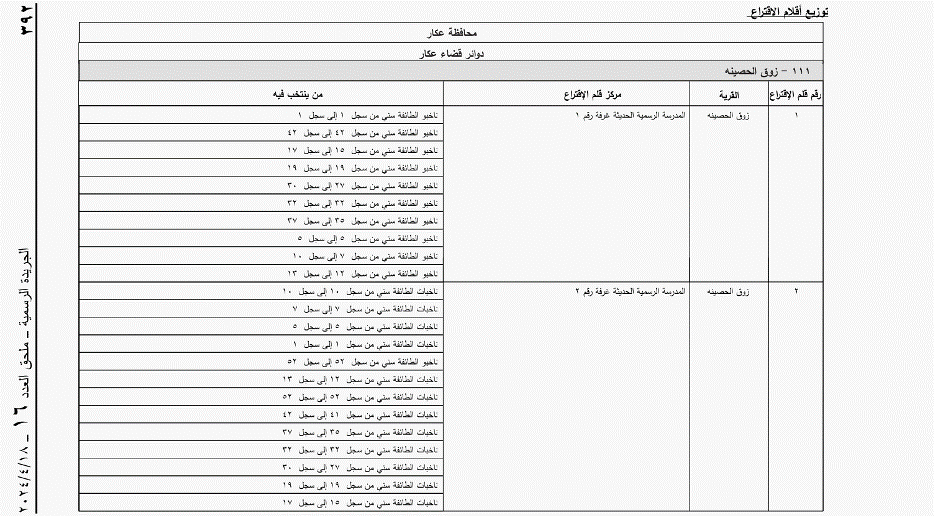 توزيع أقلام الإقتراع
٣٩٢
محافظة عكار
دوائر قضاء عكار
١١١ - زوق الحصينه
رقم قلم الإقتراع القرية مركز قلم الإقتراع من ينتخب فيه
١ زوق الحصينه المدرسة الرسمية الحديثة غرفة رقم ١ ناخبو الطائفة سني من سجل ١ إلى سجل ١
ناخبو الطائفة سني من سجل ٤٢ إلى سجل ٤٢
ناخبو الطائفة سني من سجل ١٥ إلى سجل ١٧
ناخبو الطائفة سني من سجل ١٩ إلى سجل ١٩
ناخبو الطائفة سني من سجل ٢٧ إلى سجل ٣٠
ناخبو الطائفة سني من سجل ٣٢ إلى سجل ٣٢
ناخبو الطائفة سني من سجل ٣٥ إلى سجل ٣٧
ناخبو الطائفة سني من سجل ٥ إلى سجل ٥
ناخبو الطائفة سني من سجل ٧ إلى سجل ١٠
ناخبو الطائفة سني من سجل ١٢ إلى سجل ١٣
٢ زوق الحصينه المدرسة الرسمية الحديثة غرفة رقم ٢ ناخبات الطائفة سني من سجل ١٠ إلى سجل ١٠
ناخبات الطائفة سني من سجل ٧ إلى سجل ٧
ناخبات الطائفة سني من سجل ٥ إلى سجل ٥
ناخبات الطائفة سني من سجل ١ إلى سجل ١
ناخبو الطائفة سني من سجل ٥٢ إلى سجل ٥٢
ناخبات الطائفة سني من سجل ١٢ إلى سجل ١٣
ناخبات الطائفة سني من سجل ٥٢ إلى سجل ٥٢
ناخبات الطائفة سني من سجل ٤١ إلى سجل ٤٢
ناخبات الطائفة سني من سجل ٣٥ إلى سجل ٣٧
ناخبات الطائفة سني من سجل ٣٢ إلى سجل ٣٢
ناخبات الطائفة سني من سجل ٢٧ إلى سجل ٣٠
ناخبات الطائفة سني من سجل ١٩ إلى سجل ١٩
ناخبات الطائفة سني من سجل ١٥ إلى سجل ١٧
الجريدة الرسمية – ملحق العدد ١٦ – ٢٠٢٤/٤/١٨